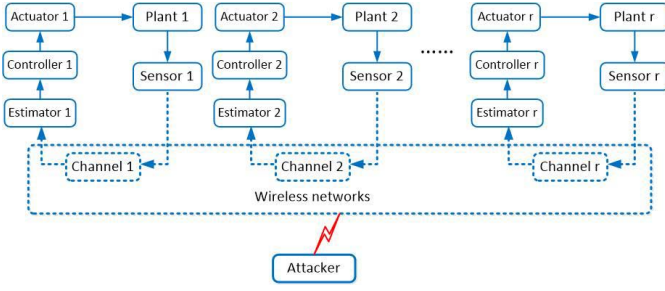 Actuator 1
Plant 1
Actuator 2
Plant 2
Actuator r
Plant r
......
Controller 1
Sensor 1
Controller 2
Sensor 2
Controller r
Sensor r
Estimator 1
Estimator 2
Estimator r
Channel 1
Channel 2
Channel r
Wireless networks
Attacker